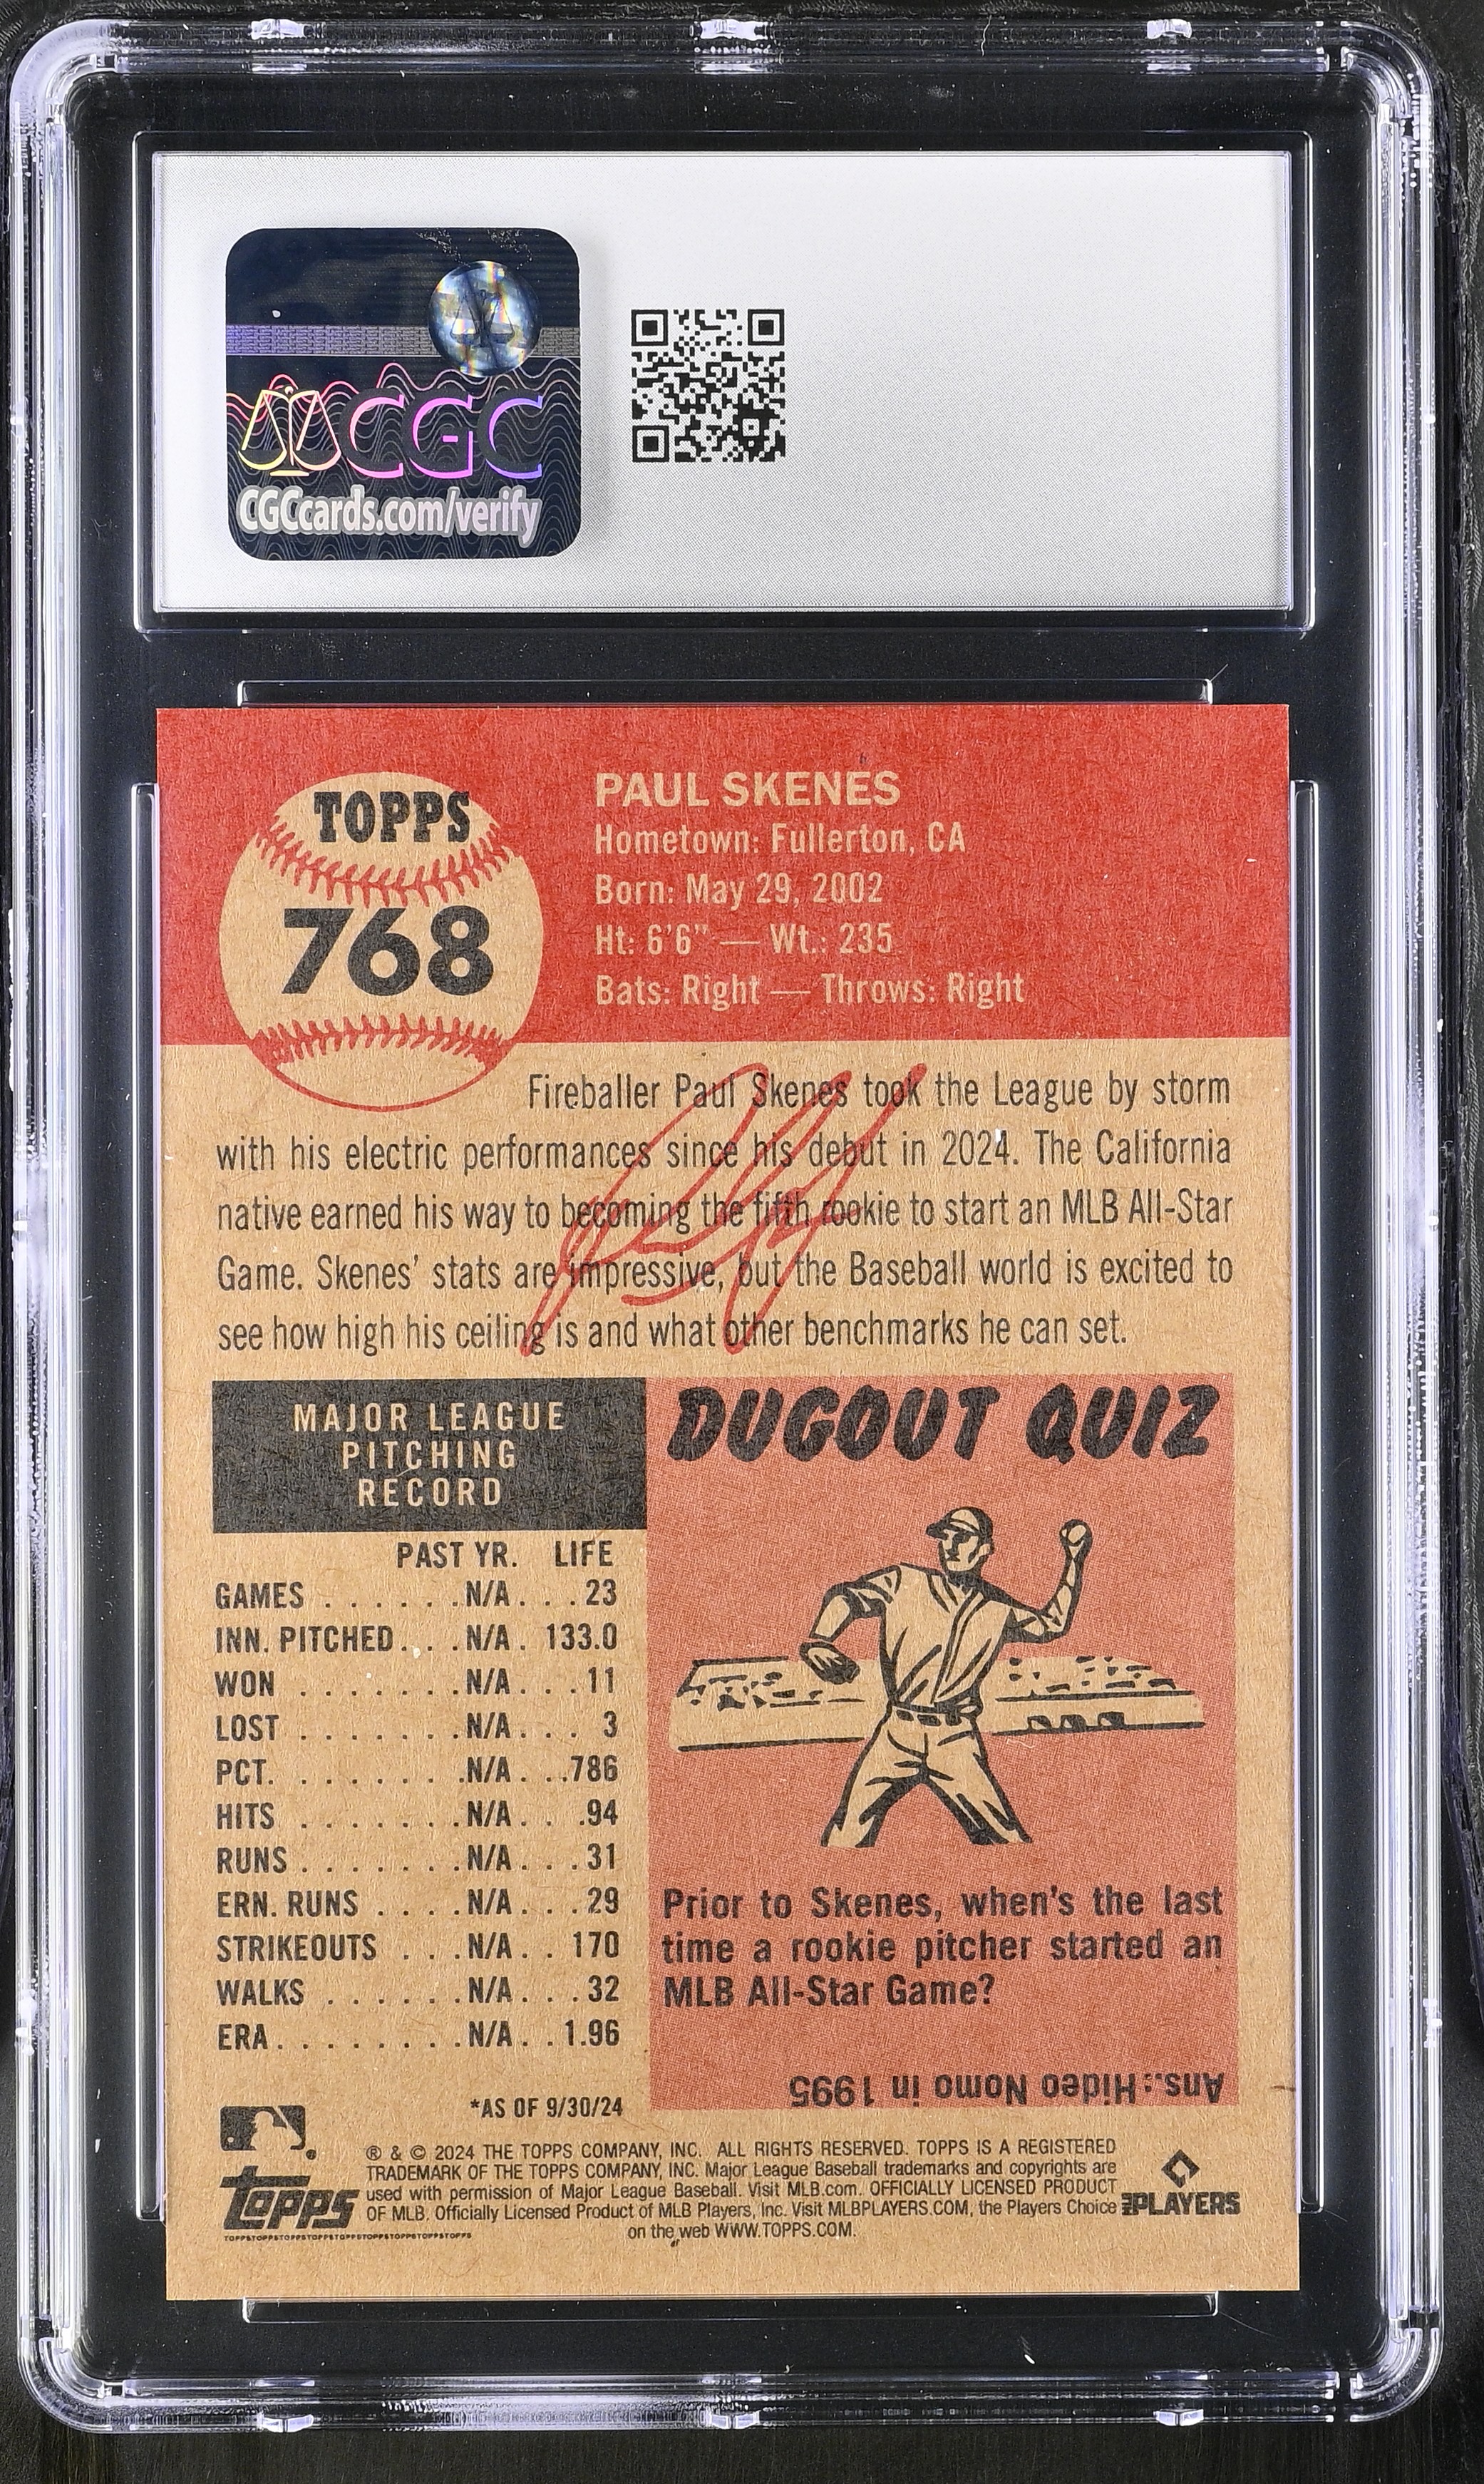 CGC
CGCcards.com/verify
TOPPS
768
PAUL SKENES
Hometown: Fullerton, CA
Born: May 29, 2002
Ht: 6'6" — Wt.: 235
Bats: Right — Throws: Right
Fireballer Paul Skenes took the League by storm
with his electric performances since his debut in 2024. The California
native earned his way to becoming the fifth rookie to start an MLB All-Star
Game. Skenes' stats are impressive, but the Baseball world is excited to
see how high his ceiling is and what other benchmarks he can set.
MAJOR LEAGUE
PITCHING
RECORD
PAST YR. LIFE
GAMES . . . . . . N/A . . . 23
INN. PITCHED . . . N/A . 133.0
WON . . . . . . . N/A . . . 11
LOST . . . . . . . N/A . . . 3
PCT. . . . . . . . N/A . . .786
HITS . . . . . . . N/A . . .94
RUNS . . . . . . . N/A . . . 31
ERN. RUNS . . . . N/A . . . 29
STRIKEOUTS . . . N/A . . 170
WALKS . . . . . . N/A . . . 32
ERA . . . . . . . . N/A . . 1.96
*AS OF 9/30/24
DUGOUT QUIZ
Prior to Skenes, when's the last
time a rookie pitcher started an
MLB All-Star Game?
Ans.: Hideo Nomo in 1995
® & © 2024 THE TOPPS COMPANY, INC. ALL RIGHTS RESERVED. TOPPS IS A REGISTERED
TRADEMARK OF THE TOPPS COMPANY, INC. Major League Baseball trademarks and copyrights are
used with permission of Major League Baseball. Visit MLB.com. OFFICIALLY LICENSED PRODUCT
OF MLB. Officially Licensed Product of MLB Players, Inc. Visit MLBPLAYERS.COM, the Players Choice
on the web WWW.TOPPS.COM.
topps
TOPPSTOPPSTOPPSTOPPSTOPPSTOPPSTOPPSTOPPS
MLB PLAYERS